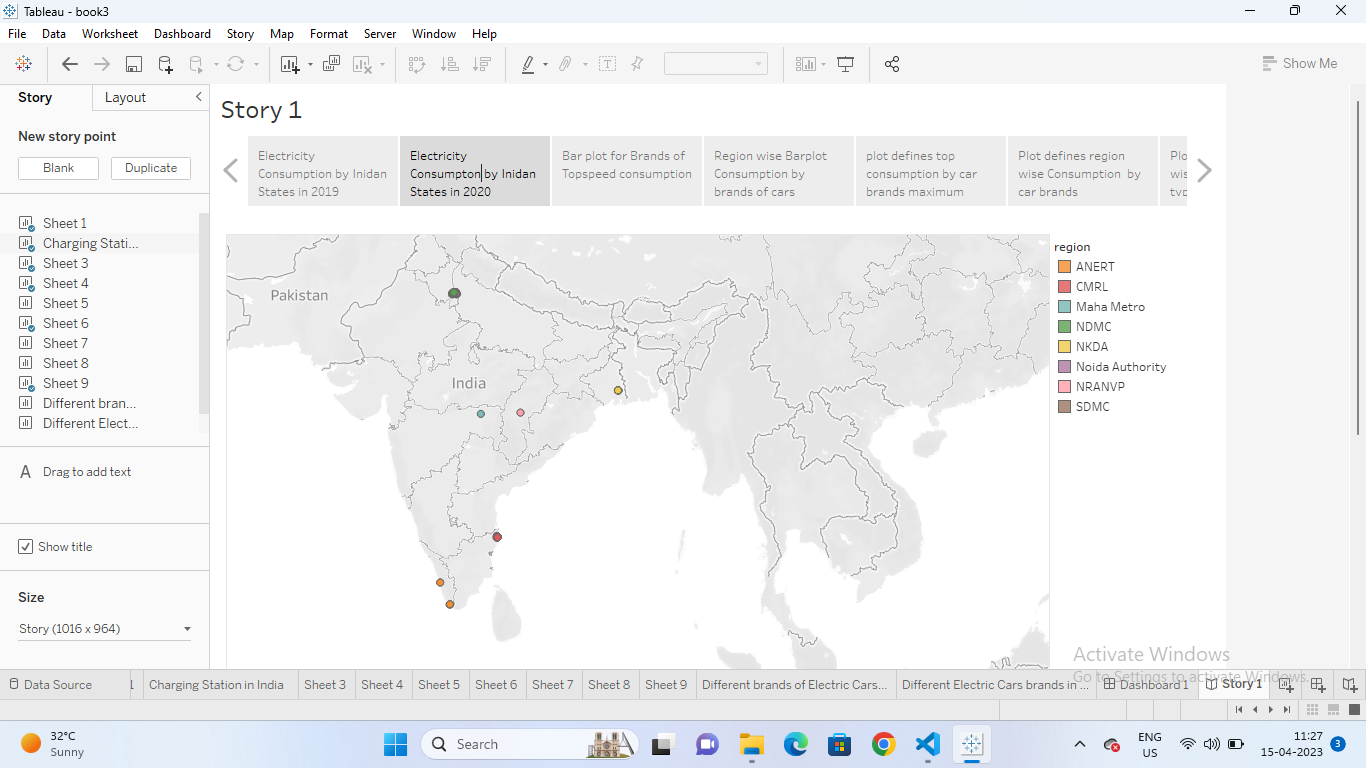 Tableau - book3
File Data Worksheet Dashboard Story Map Format Server Window Help
Show Me
Story Layout
New story point
Blank Duplicate
Sheet 1
Charging Stati...
Sheet 3
Sheet 4
Sheet 5
Sheet 6
Sheet 7
Sheet 8
Sheet 9
Different bran...
Different Elect...
A Drag to add text
Show title
Size
Story (1016 x 964)
Story 1
Electricity
Consumption by Inidan
States in 2019
Electricity
Consumpton by Inidan
States in 2020
Bar plot for Brands of
Topspeed consumption
Region wise Barplot
Consumption by
brands of cars
plot defines top
consumption by car
brands maximum
Plot defines region
wise Consumption by
car brands
Plo
wis
Pakistan
India
region
ANERT
CMRL
Maha Metro
NDMC
NKDA
Noida Authority
NRANVP
SDMC
Activate Windows
Go to Settings to activate Windows.
Data Source 1 Charging Station in India Sheet 3 Sheet 4 Sheet 5 Sheet 6 Sheet 7 Sheet 8 Sheet 9 Different brands of Electric Cars... Different Electric Cars brands in ... Dashboard 1 Story 1
32°C
Sunny
Search
ENG
US
11:27
15-04-2023
3